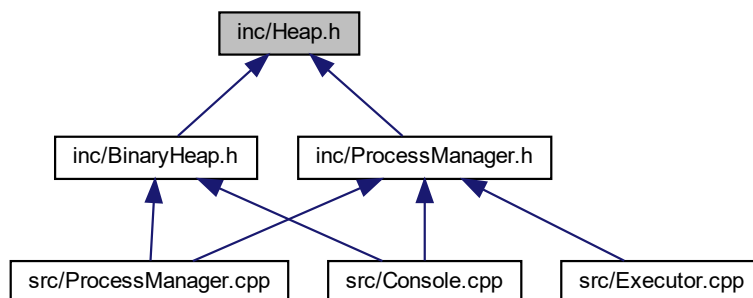 inc/Heap.h
inc/BinaryHeap.h
inc/ProcessManager.h
src/ProcessManager.cpp
src/Console.cpp
src/Executor.cpp